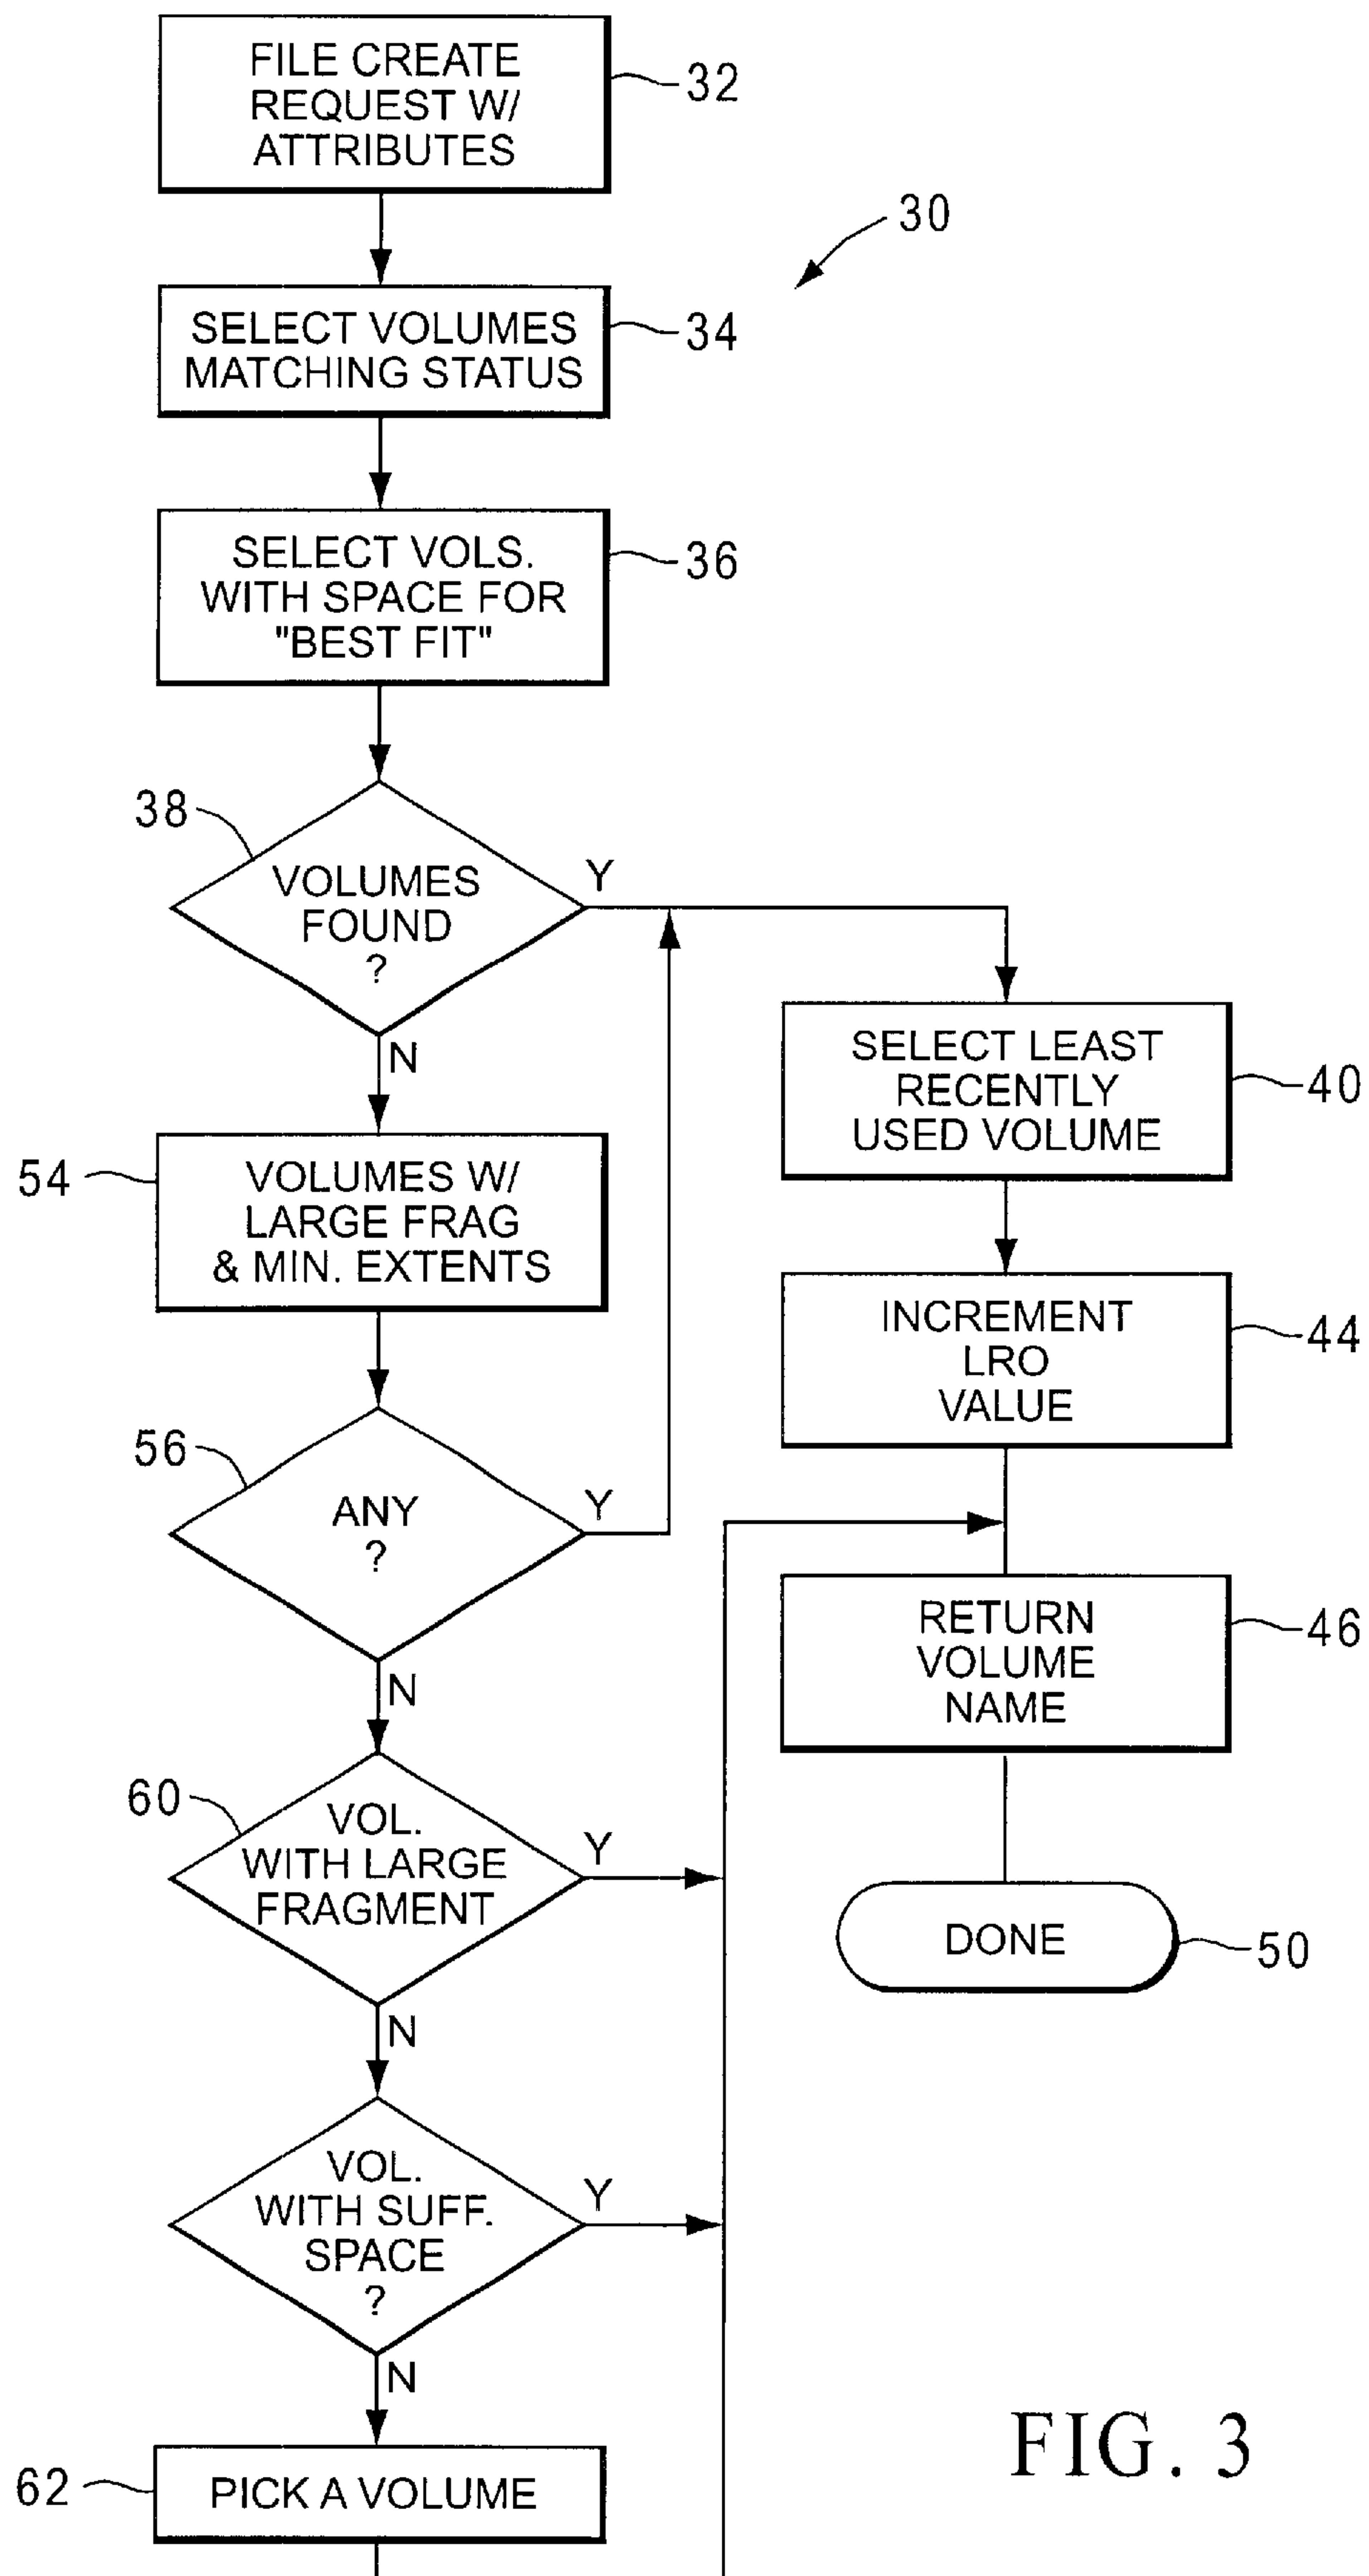 FILE CREATE
REQUEST W/
ATTRIBUTES
32
30
SELECT VOLUMES
MATCHING STATUS
34
SELECT VOLS.
WITH SPACE FOR
"BEST FIT"
36
38
VOLUMES
FOUND
?
Y
N
SELECT LEAST
RECENTLY
USED VOLUME
40
54
VOLUMES W/
LARGE FRAG
& MIN. EXTENTS
INCREMENT
LRO
VALUE
44
56
ANY
?
Y
N
RETURN
VOLUME
NAME
46
60
VOL.
WITH LARGE
FRAGMENT
Y
N
DONE
50
VOL.
WITH SUFF.
SPACE
?
Y
N
62
PICK A VOLUME
FIG. 3